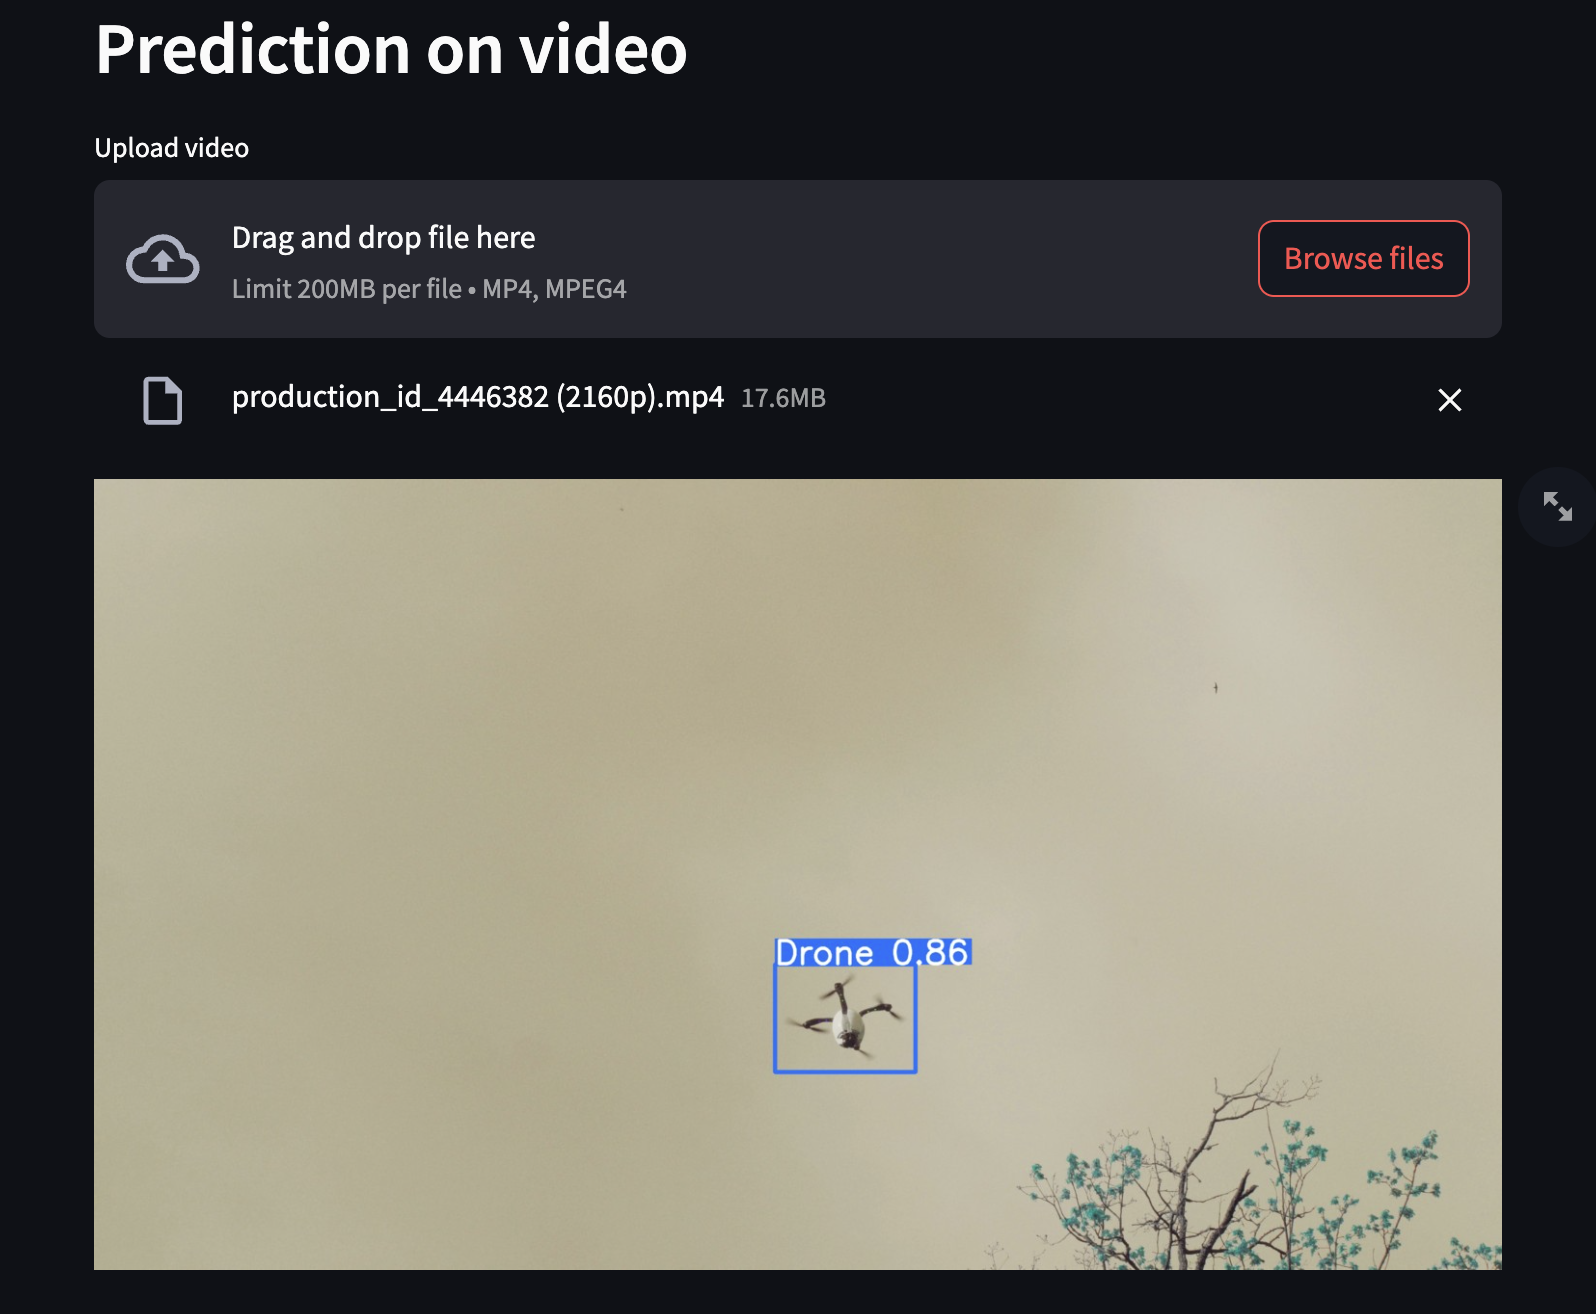 Prediction on video
Upload video
Drag and drop file here
Limit 200MB per file • MP4, MPEG4
Browse files
production_id_4446382 (2160p).mp4 17.6MB
Drone 0.86